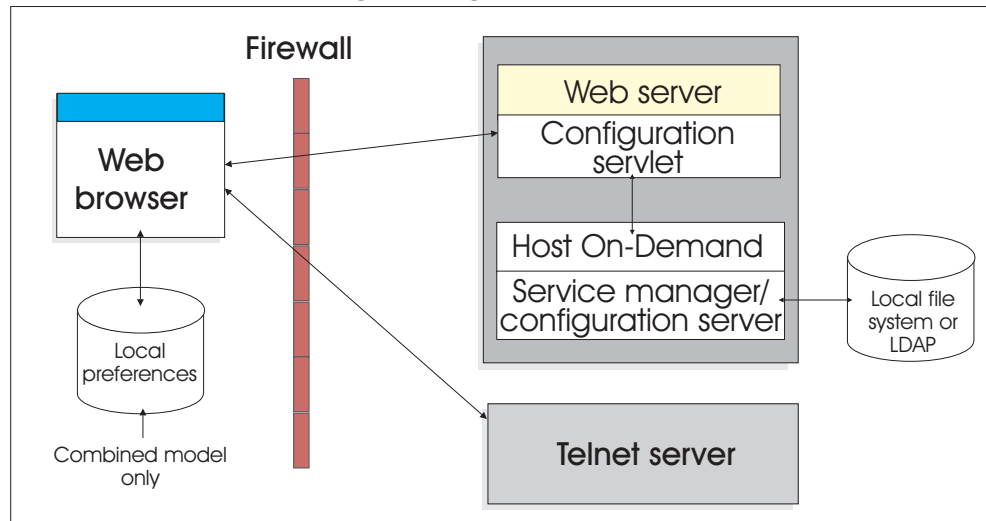 Firewall
Web
browser
Local
preferences
Combined model
only
Web server
Configuration
servlet
Host On-Demand
Service manager/
configuration server
Local file
system or
LDAP
Telnet server